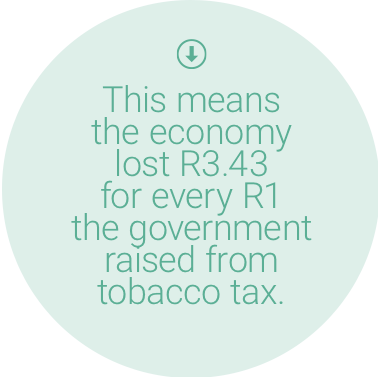 This means
the economy
lost R3.43
for every R1
the government
raised from
tobacco tax.